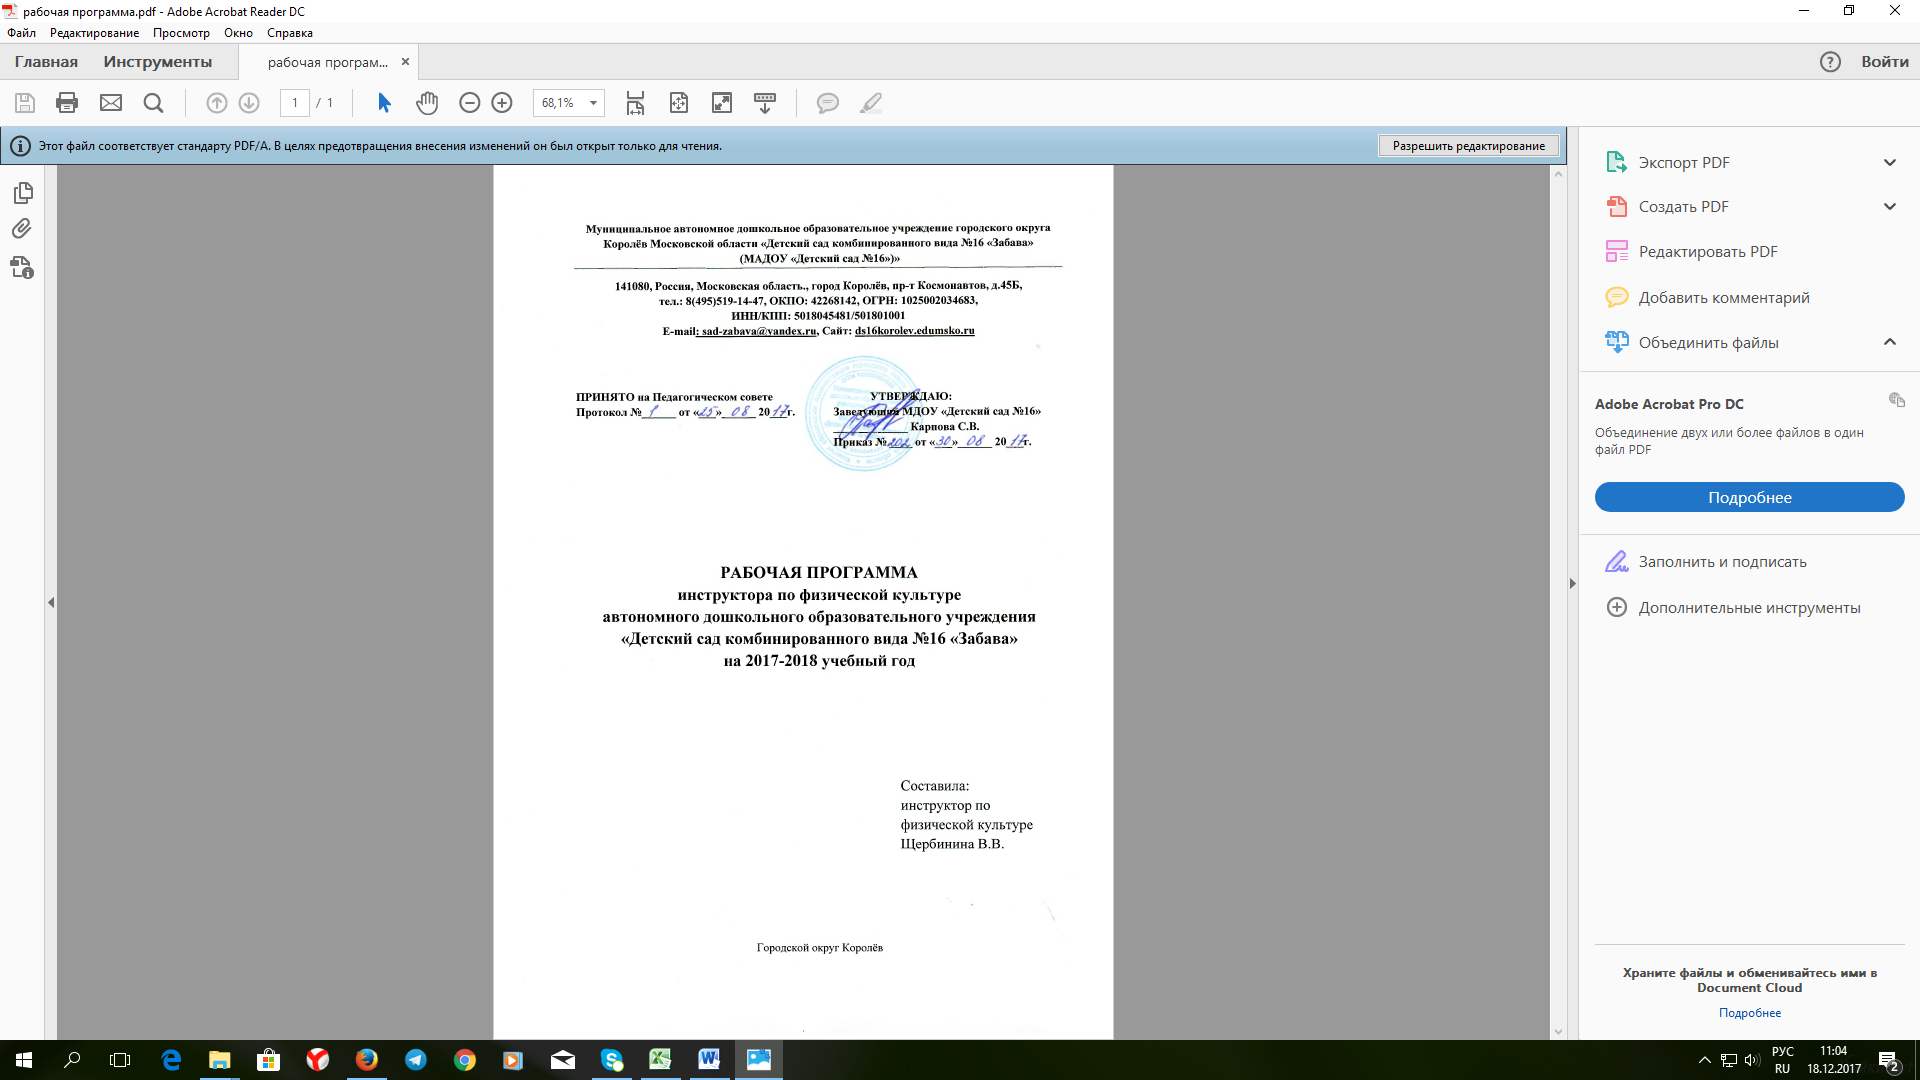 рабочая программа.pdf - Adobe Acrobat Reader DC
Файл Редактирование Просмотр Окно Справка
Главная Инструменты рабочая програм... × Войти
1 / 1 68,1%
Этот файл соответствует стандарту PDF/A. В целях предотвращения внесения изменений он был открыт только для чтения. Разрешить редактирование
Муниципальное автономное дошкольное образовательное учреждение городского округа
Королёв Московской области «Детский сад комбинированного вида №16 «Забава»
(МАДОУ «Детский сад №16»)»
141080, Россия, Московская область., город Королёв, пр-т Космонавтов, д.45Б,
тел.: 8(495)519-14-47, ОКПО: 42268142, ОГРН: 1025002034683,
ИНН/КПП: 5018045481/501801001
E-mail: sad-zabava@yandex.ru, Сайт: ds16korolev.edumsko.ru
ПРИНЯТО на Педагогическом совете
Протокол № 1 от «25» 08 2017г.
УТВЕРЖДАЮ:
Заведующий МДОУ «Детский сад №16»
Карпова С.В.
Приказ № 202 от «30» 08 2017г.
РАБОЧАЯ ПРОГРАММА
инструктора по физической культуре
автономного дошкольного образовательного учреждения
«Детский сад комбинированного вида №16 «Забава»
на 2017-2018 учебный год
Составила:
инструктор по
физической культуре
Щербинина В.В.
Городской округ Королёв
Экспорт PDF
Создать PDF
Редактировать PDF
Добавить комментарий
Объединить файлы
Adobe Acrobat Pro DC
Объединение двух или более файлов в один
файл PDF
Подробнее
Заполнить и подписать
Дополнительные инструменты
Храните файлы и обменивайтесь ими в
Document Cloud
Подробнее
РУС
RU
11:04
18.12.2017
2